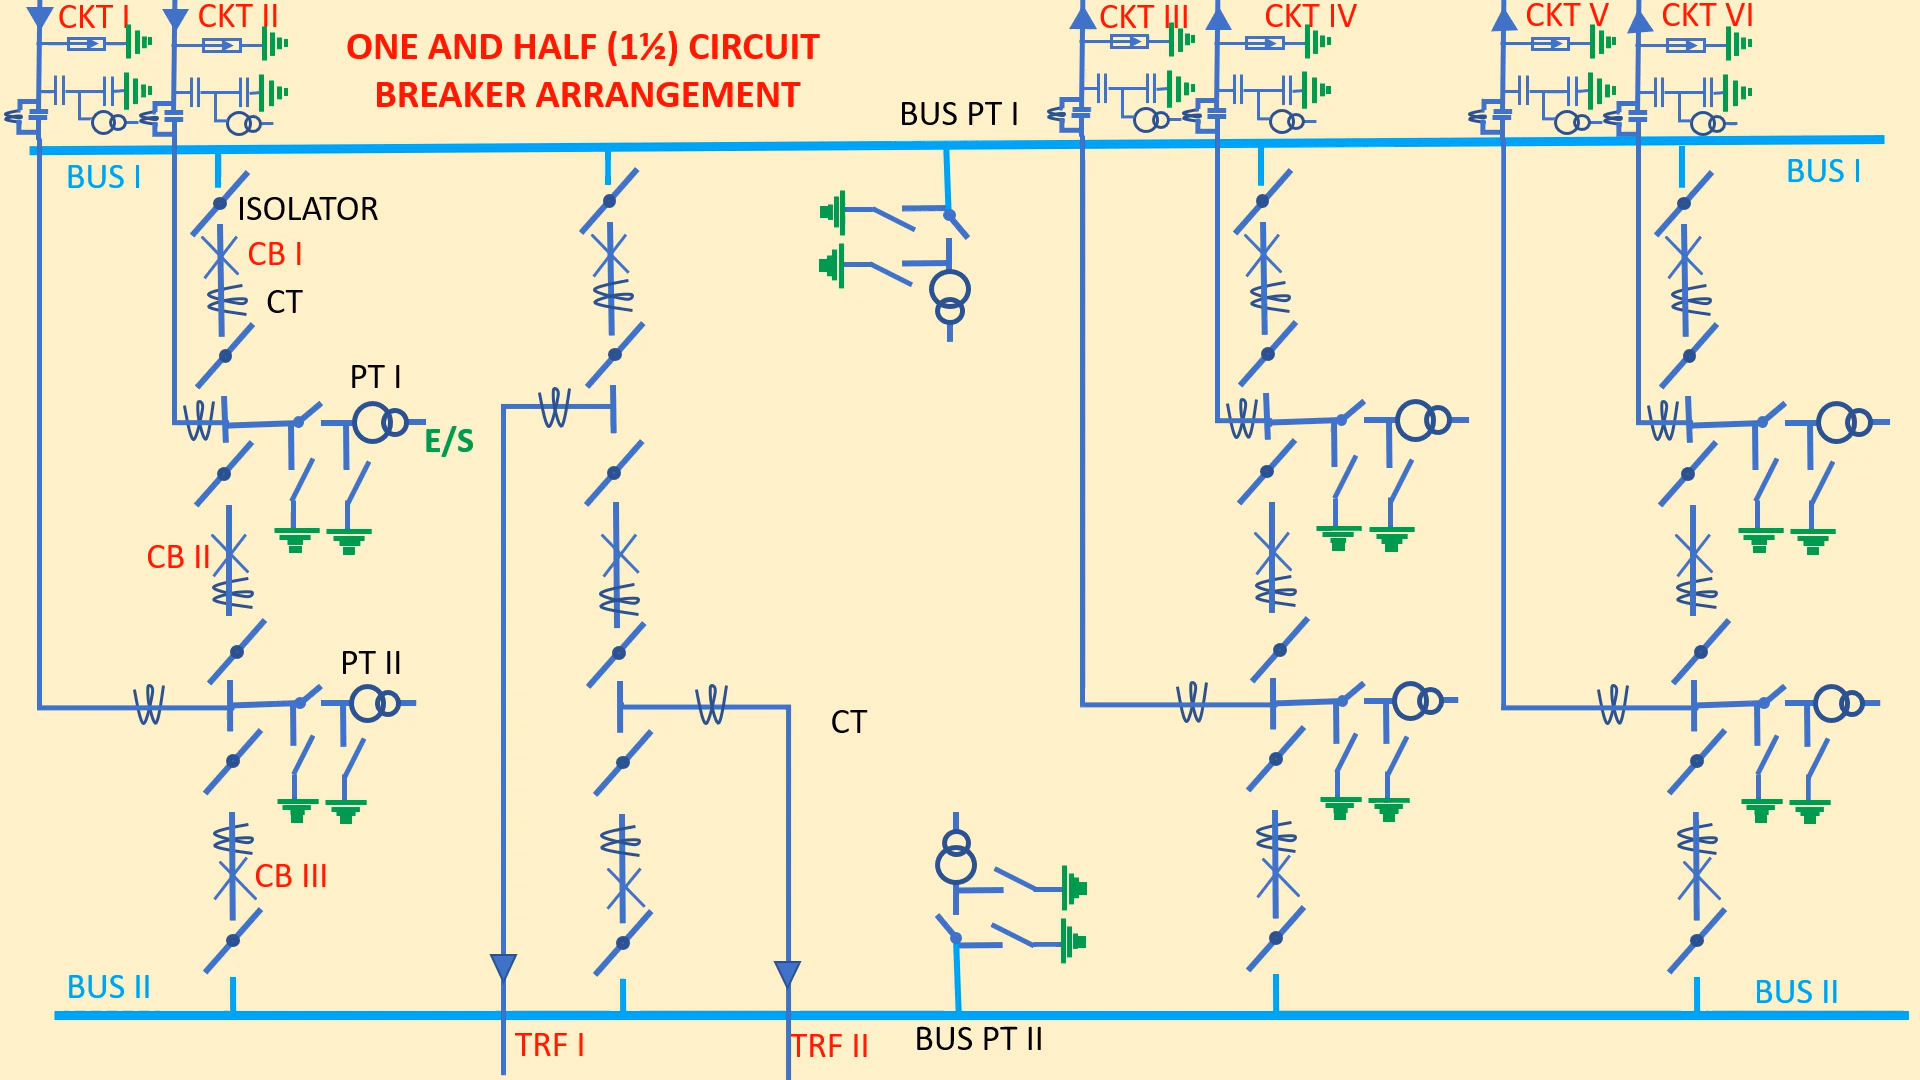 CKT I
CKT II
CKT III
CKT IV
CKT V
CKT VI
ONE AND HALF (1½) CIRCUIT
BREAKER ARRANGEMENT
BUS PT I
BUS I
BUS I
ISOLATOR
CB I
CT
PT I
E/S
CB II
PT II
CT
CB III
BUS II
BUS II
TRF I
TRF II
BUS PT II